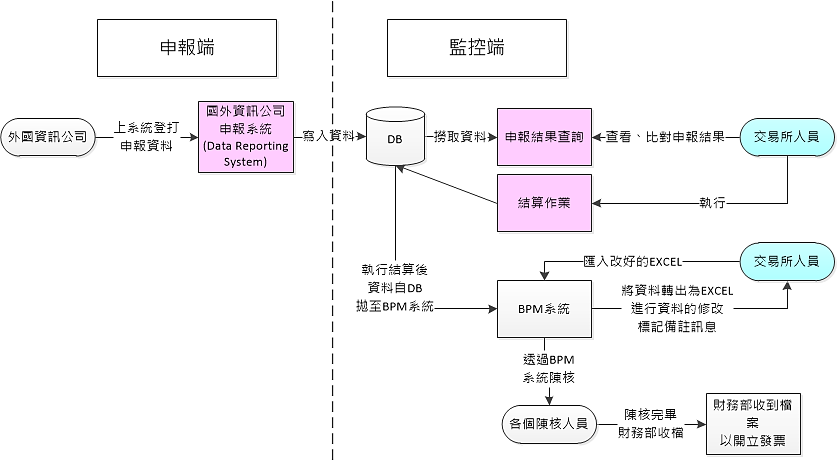 申報端
監控端
外國資訊公司
上系統登打
申報資料
國外資訊公司
申報系統
(Data Reporting
System)
寫入資料
DB
撈取資料
申報結果查詢
查看、比對申報結果
交易所人員
結算作業
執行
執行結算後
資料自DB
拋至BPM系統
匯入改好的EXCEL
交易所人員
BPM系統
將資料轉出為EXCEL
進行資料的修改
標記備註訊息
透過BPM
系統陳核
各個陳核人員
陳核完畢
財務部收檔
財務部收到檔
案
以開立發票